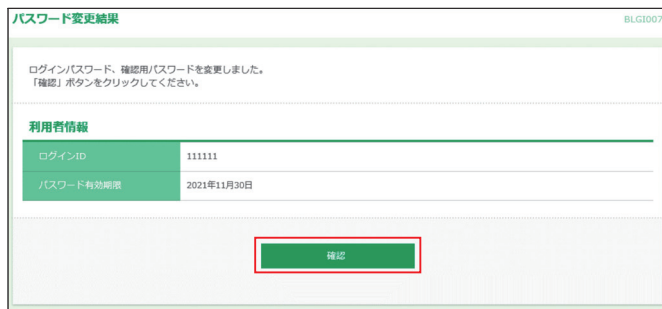 パスワード変更結果
BLGI007
ログインパスワード、確認用パスワードを変更しました。
「確認」ボタンをクリックしてください。
利用者情報
ログインID 111111
パスワード有効期限 2021年11月30日
確認